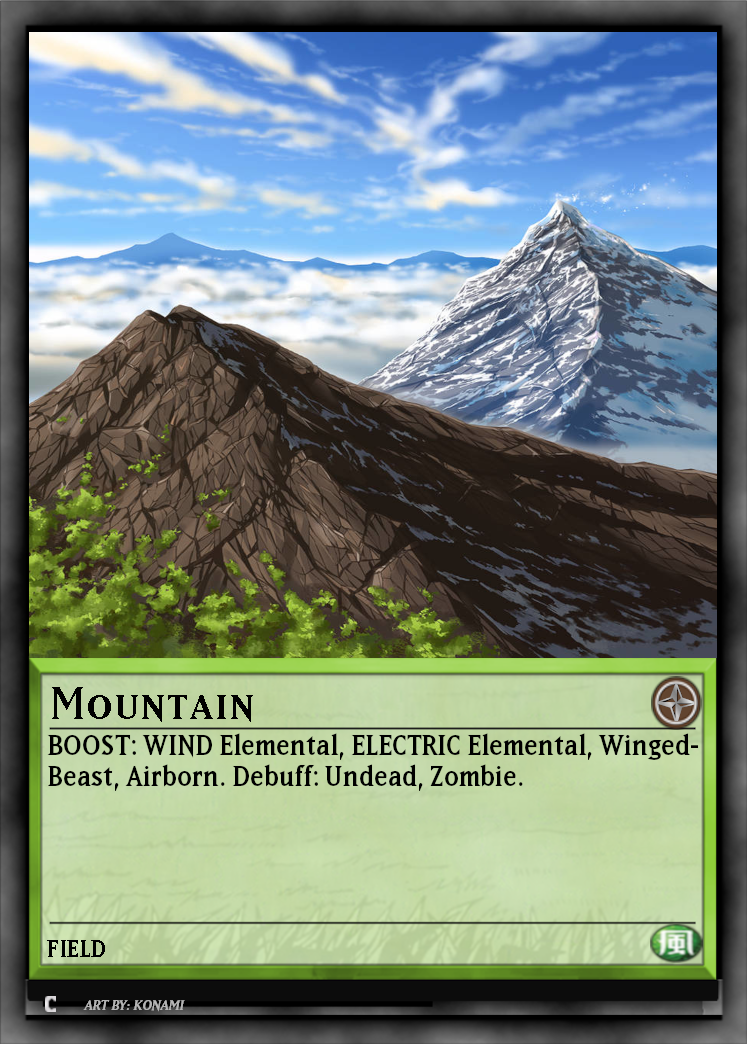 Mountain
BOOST: WIND Elemental, ELECTRIC Elemental, Winged-
Beast, Airborn. Debuff: Undead, Zombie.
FIELD
風
C ART BY: KONAMI